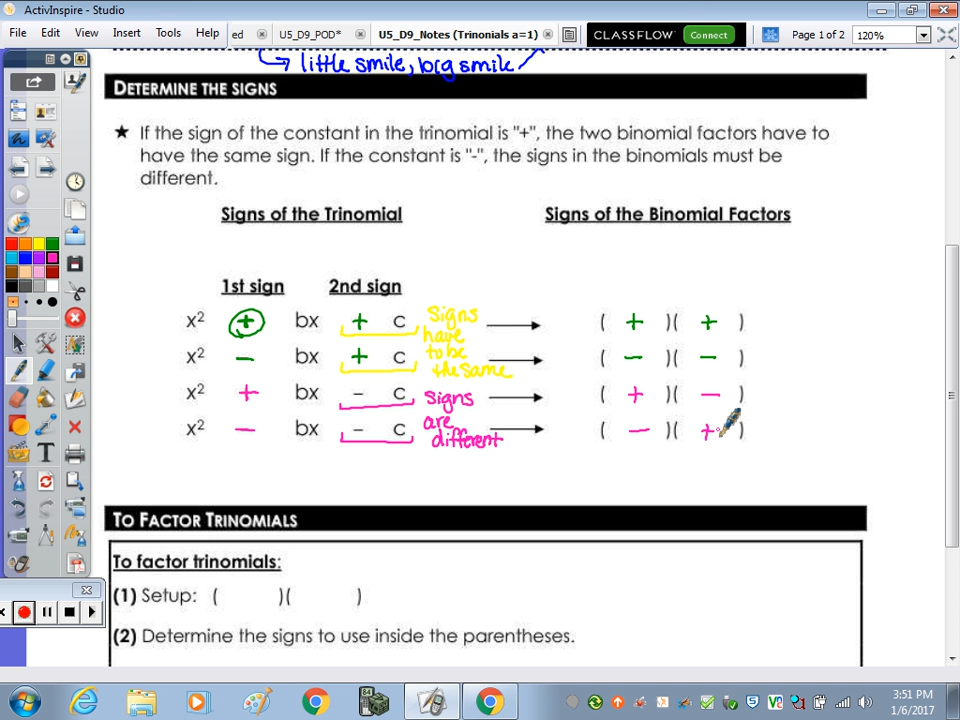 ActivInspire - Studio
File Edit View Insert Tools Help ed U5_D9_POD* U5_D9_Notes (Trinonials a=1) CLASSFLOW Connect Page 1 of 2 120%
↳ little smile, big smile
DETERMINE THE SIGNS
★ If the sign of the constant in the trinomial is "+", the two binomial factors have to
have the same sign. If the constant is "-", the signs in the binomials must be
different.
Signs of the Trinomial Signs of the Binomial Factors
1st sign 2nd sign
x² + bx + c → ( + )( + )
Signs
have
x² − bx + c → ( − )( − )
to be
the same
x² + bx − c → ( + )( − )
Signs
are
x² − bx − c → ( − )( + )
different
TO FACTOR TRINOMIALS
To factor trinomials:
(1) Setup: ( )( )
(2) Determine the signs to use inside the parentheses.
3:51 PM
1/6/2017